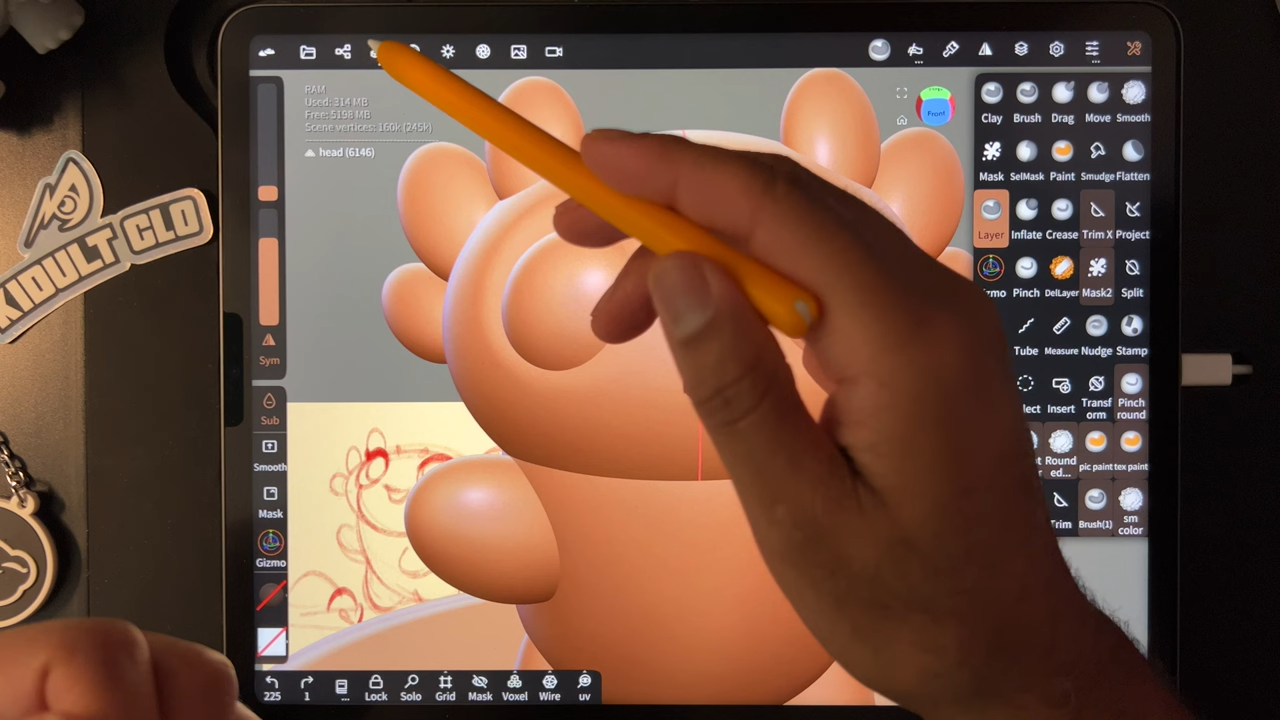 RAM
Used: 314 MB
Free: 5198 MB
Scene vertices: 160k (245k)
head (6146)
Front
Clay Brush Drag Move Smooth
Mask SelMask Paint Smudge Flatten
Layer Inflate Crease Trim X Project
zmo Pinch DelLayer Mask2 Split
Tube Measure Nudge Stamp
lect Insert Transf orm Pinch round
Round ed... pic paint tex paint
Trim Brush(1) sm color
Sym
Sub
Smooth
Mask
Gizmo
225 1 ... Lock Solo Grid Mask Voxel Wire uv
KIDULT CLO